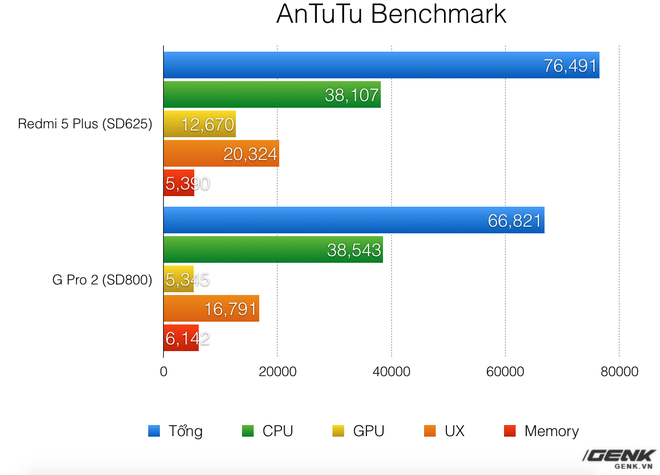 AnTuTu Benchmark
76,491
38,107
Redmi 5 Plus (SD625)
12,670
20,324
5,390
66,821
38,543
G Pro 2 (SD800)
5,345
16,791
6,142
0 20000 40000 60000 80000
Tổng CPU GPU UX Memory
GENK
GENK.VN